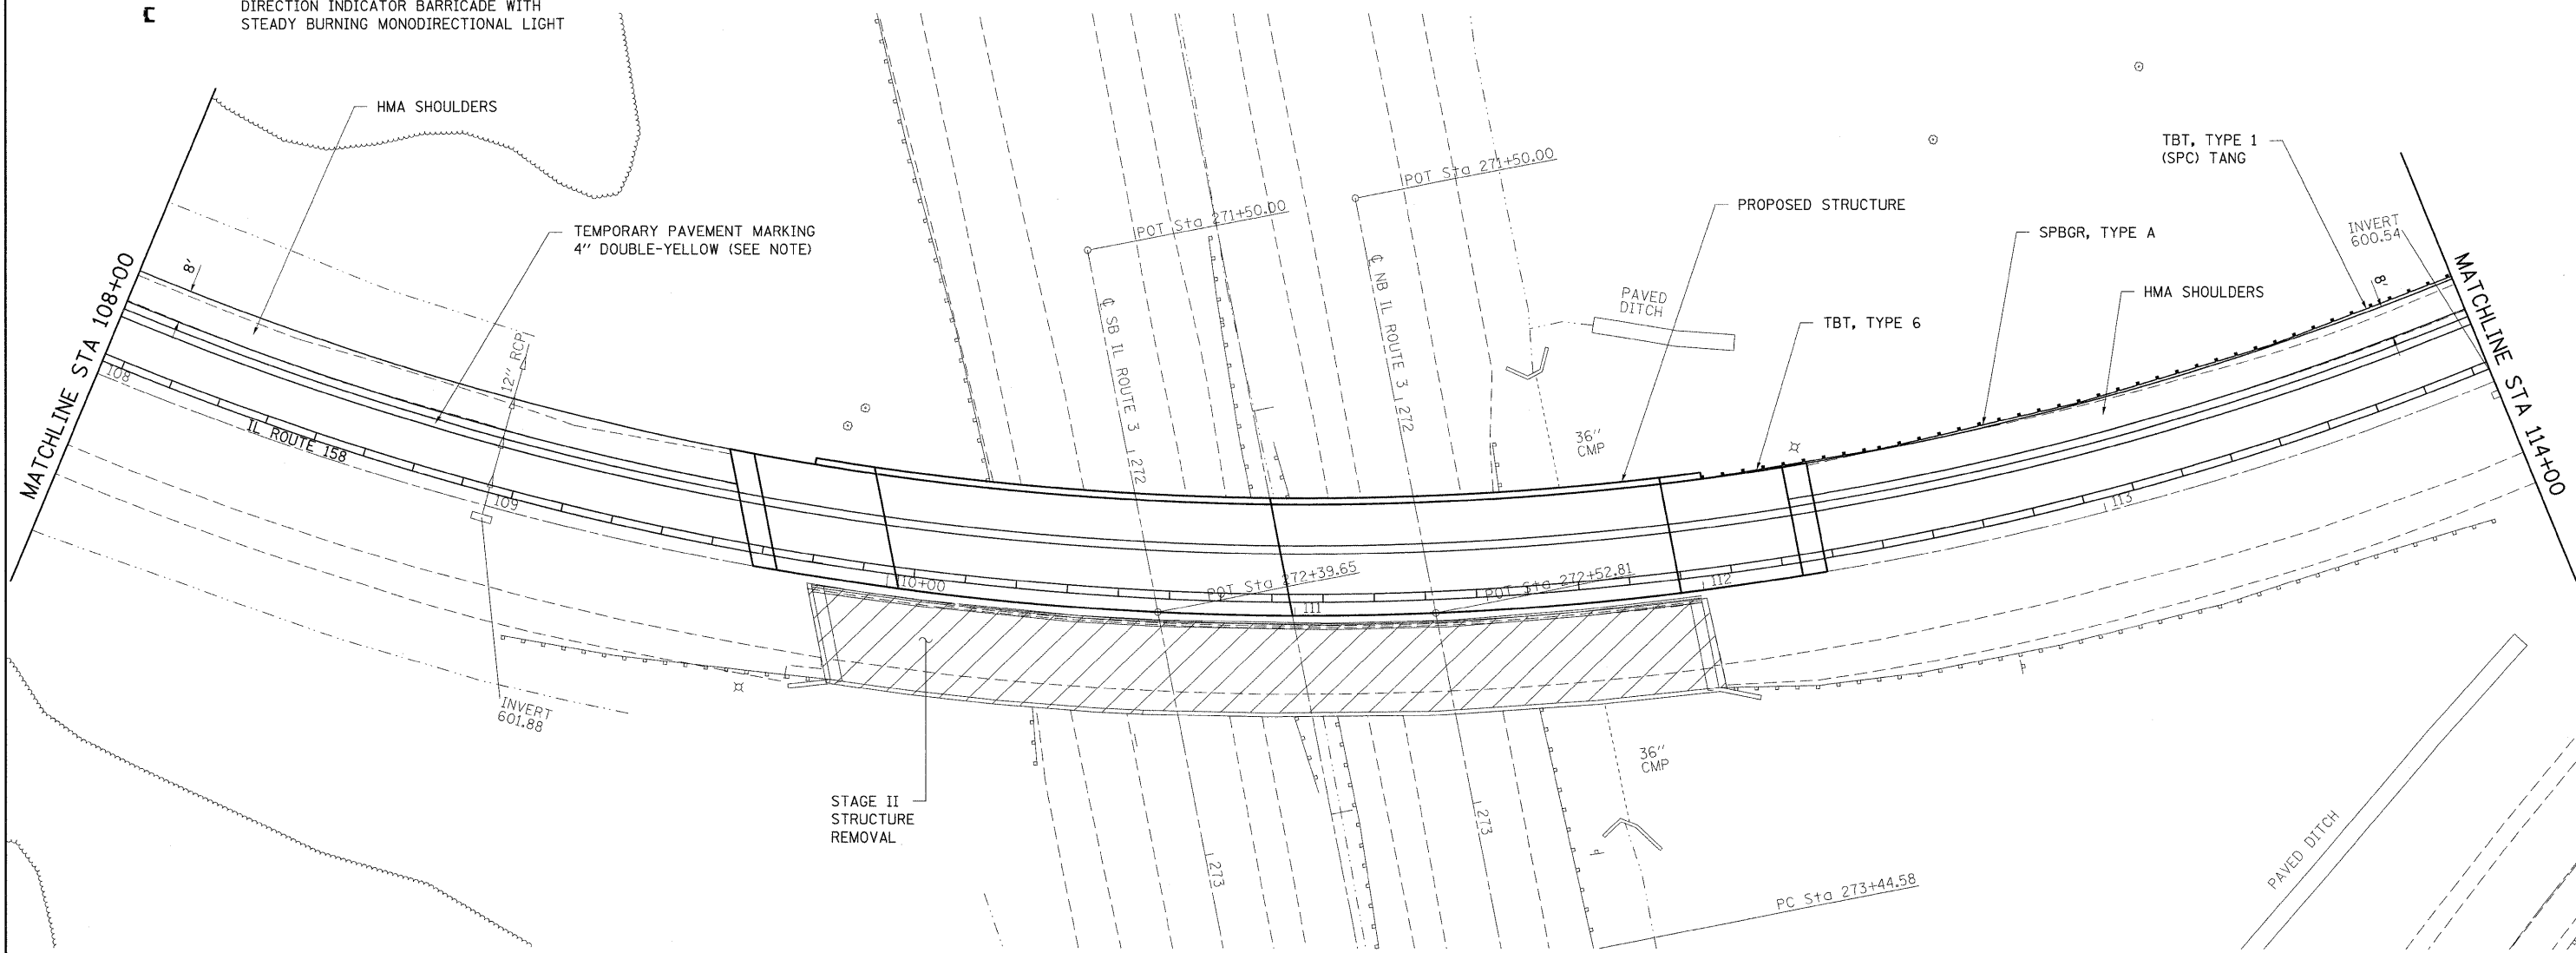 DIRECTION INDICATOR BARRICADE WITH
STEADY BURNING MONODIRECTIONAL LIGHT
HMA SHOULDERS
TEMPORARY PAVEMENT MARKING
4" DOUBLE-YELLOW (SEE NOTE)
MATCHLINE STA 108+00
8'
12" RCP
108
IL ROUTE 158
109
INVERT
601.88
POT Sta 271+50.00
POT Sta 271+50.00
℄ SB IL ROUTE 3
272
℄ NB IL ROUTE 3
272
PAVED
DITCH
36"
CMP
PROPOSED STRUCTURE
TBT, TYPE 6
SPBGR, TYPE A
HMA SHOULDERS
TBT, TYPE 1
(SPC) TANG
INVERT
600.54
8'
MATCHLINE STA 114+00
113
112
110+00
POT Sta 272+39.65
111
POT Sta 272+52.81
STAGE II
STRUCTURE
REMOVAL
273
273
36"
CMP
PC Sta 273+44.58
PAVED DITCH